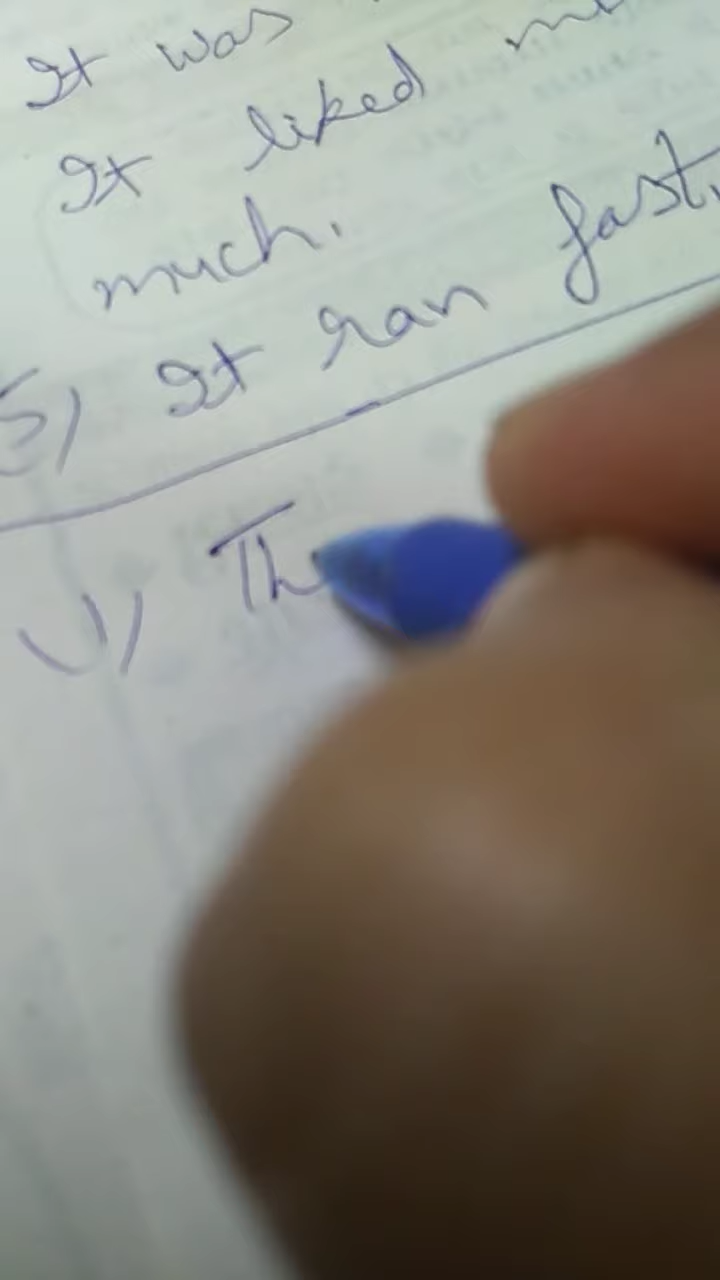 It was
It liked
much.
5) It ran fast.
1) Th